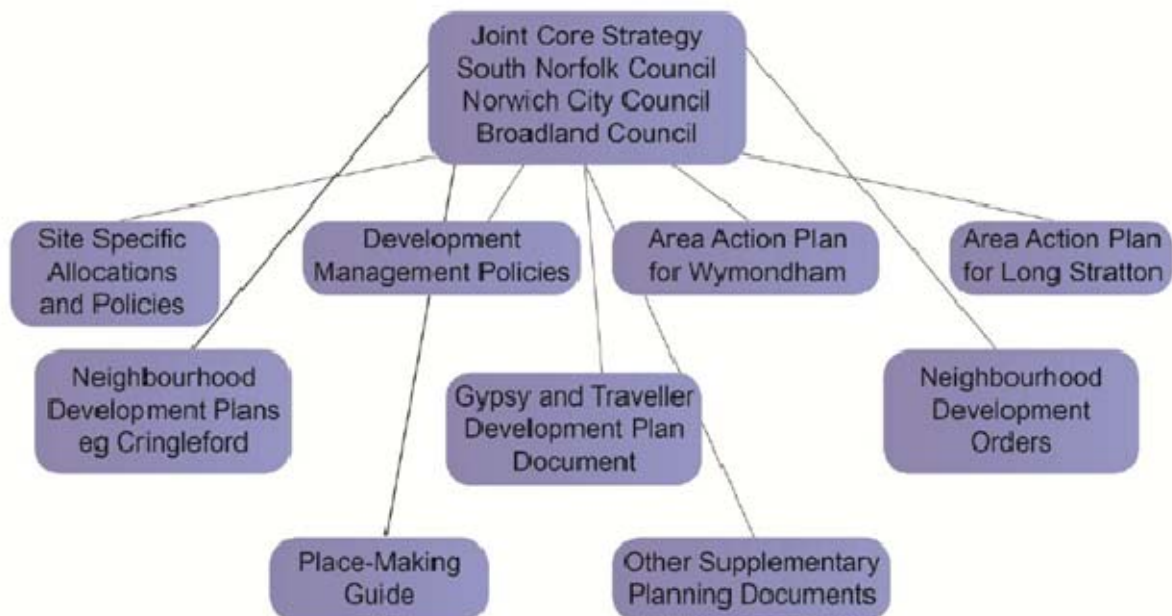 Joint Core Strategy
South Norfolk Council
Norwich City Council
Broadland Council
Site Specific
Allocations
and Policies
Development
Management Policies
Area Action Plan
for Wymondham
Area Action Plan
for Long Stratton
Neighbourhood
Development Plans
eg Cringleford
Gypsy and Traveller
Development Plan
Document
Neighbourhood
Development
Orders
Place-Making
Guide
Other Supplementary
Planning Documents